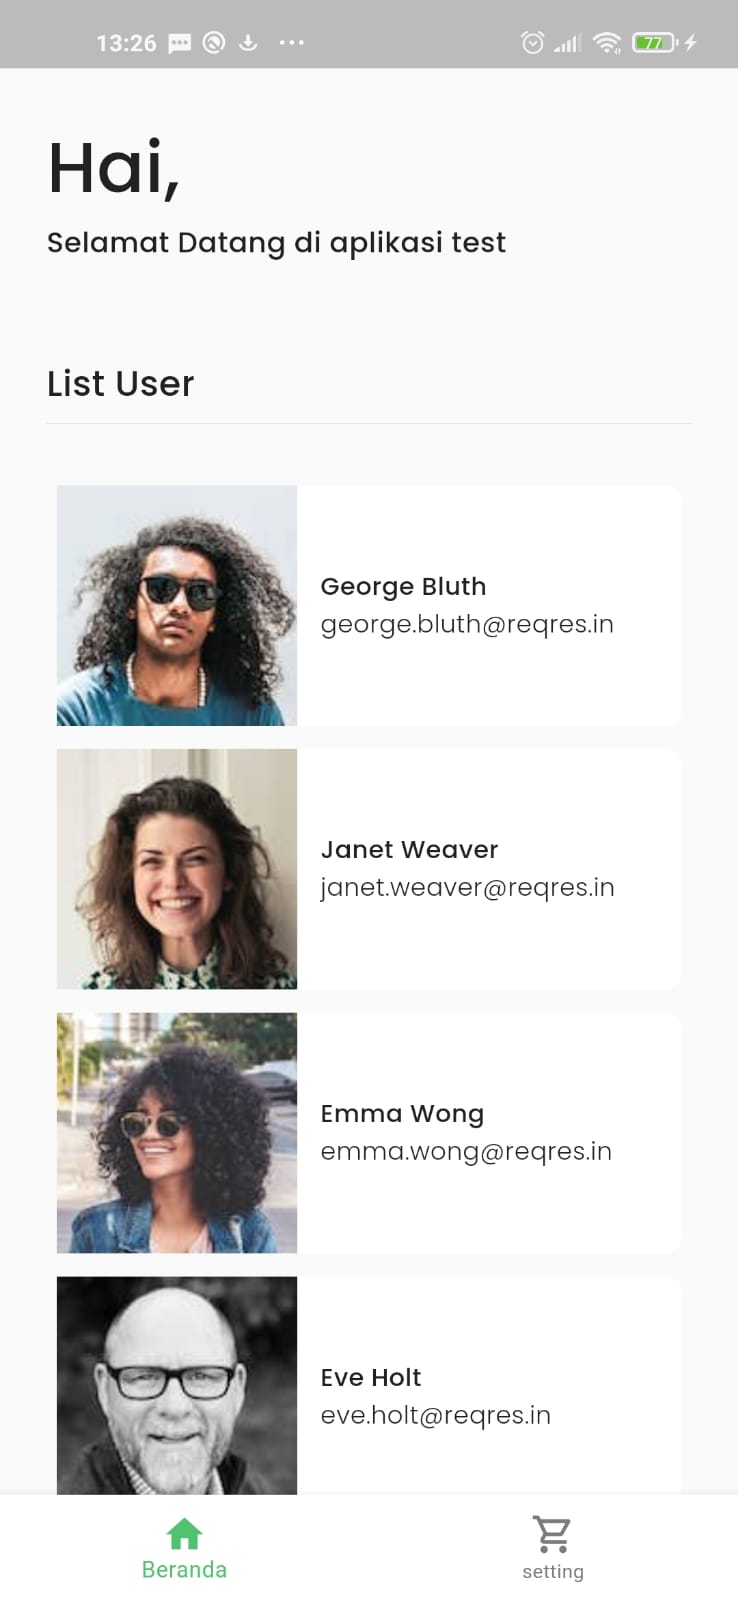 13:26
77
Hai,
Selamat Datang di aplikasi test
List User
George Bluth
george.bluth@reqres.in
Janet Weaver
janet.weaver@reqres.in
Emma Wong
emma.wong@reqres.in
Eve Holt
eve.holt@reqres.in
Beranda
setting